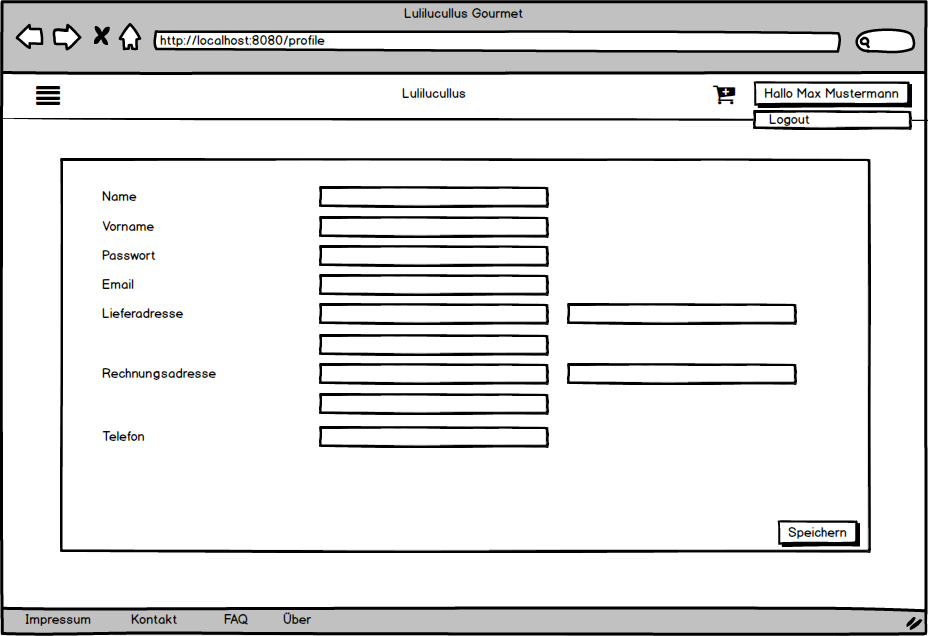 Lulilucullus Gourmet
http://localhost:8080/profile
Lulilucullus
Hallo Max Mustermann
Logout
Name
Vorname
Passwort
Email
Lieferadresse
Rechnungsadresse
Telefon
Speichern
Impressum Kontakt FAQ Über